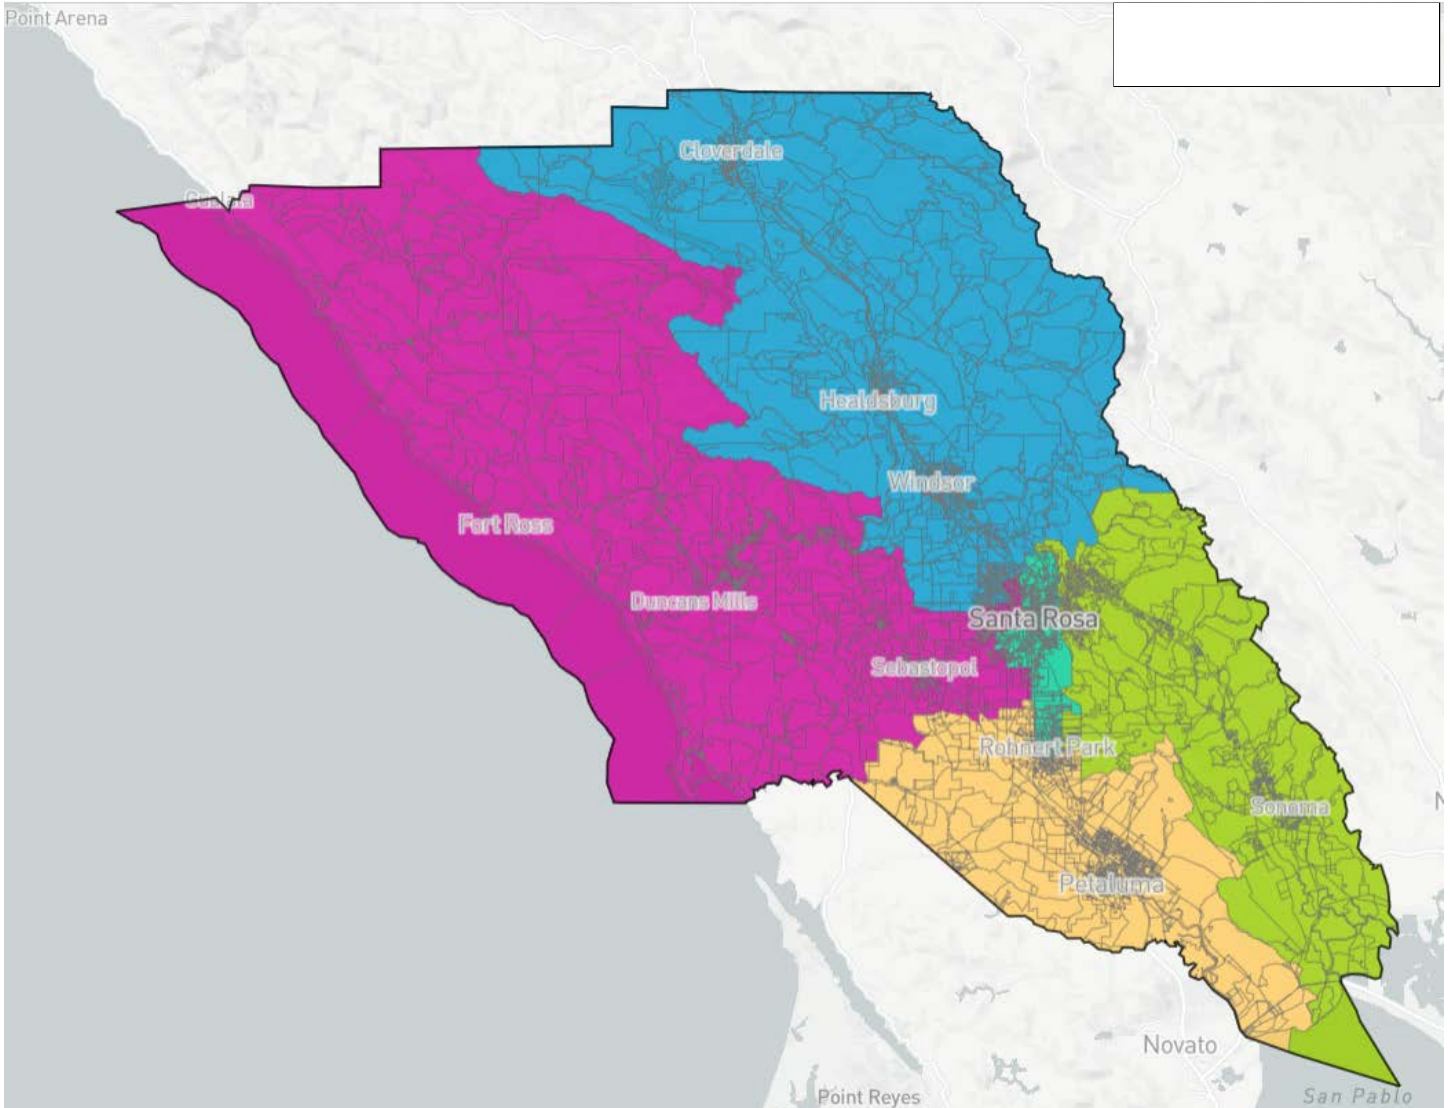 Point Arena
Cloverdale
Gualala
Healdsburg
Windsor
Fort Ross
Duncans Mills
Santa Rosa
Sebastopol
Rohnert Park
Sonoma
N
Petaluma
Novato
Point Reyes
San Pablo